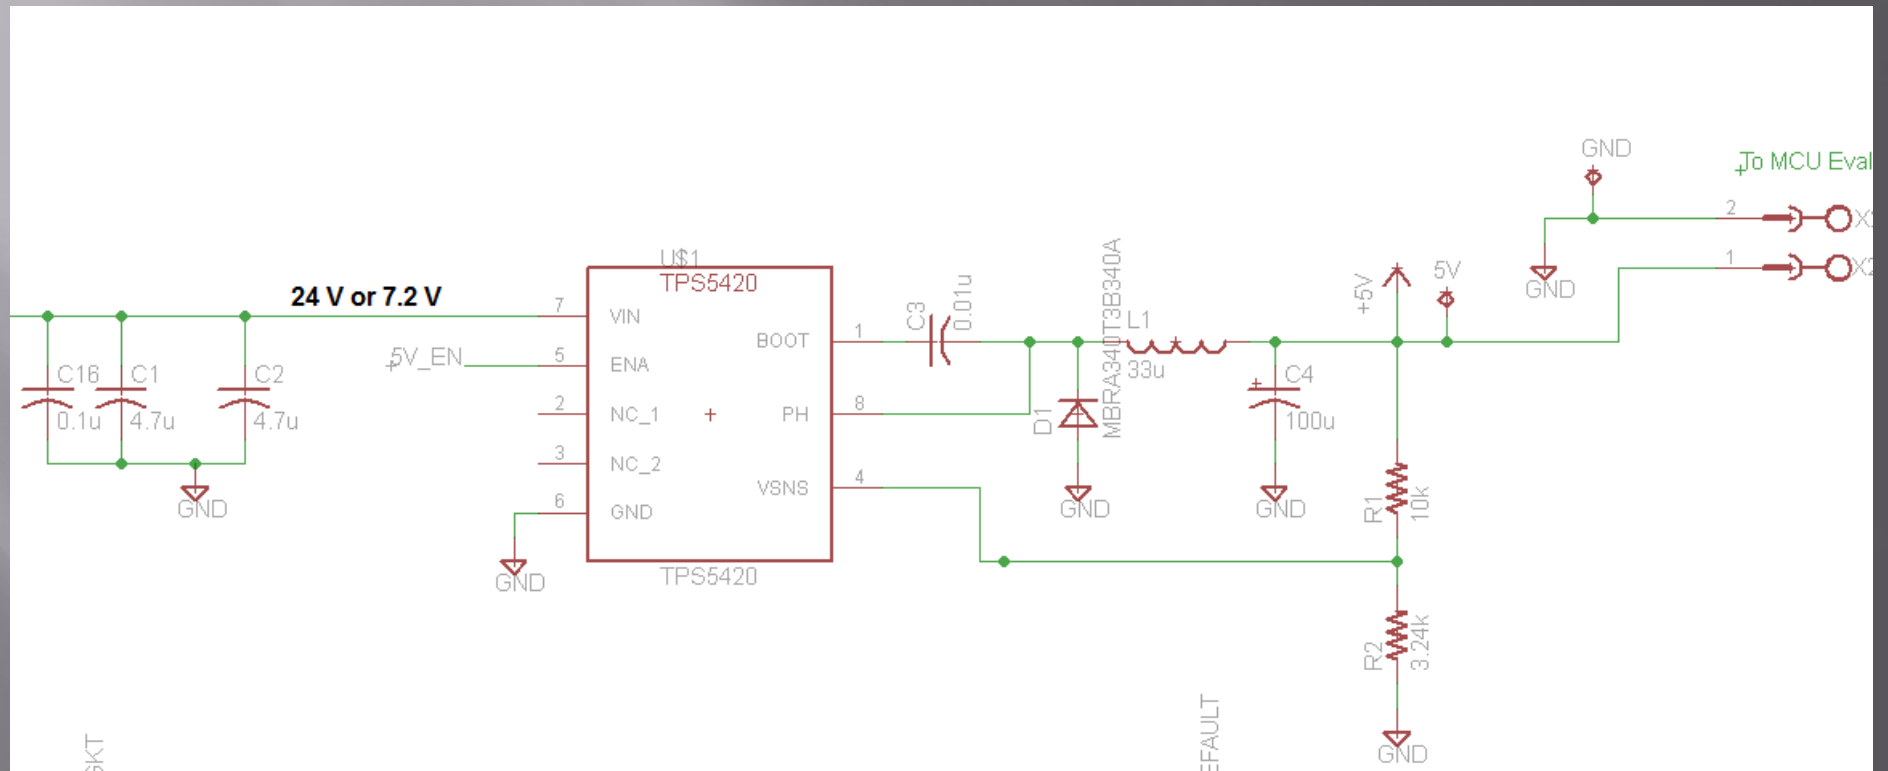 GND
To MCU Eval
2
X
1
X2
U$1
TPS5420
24 V or 7.2 V
7
VIN
BOOT
1
C3
0.01u
MBRA340T3B340A
L1
33u
+5V
5V
GND
5V_EN
5
ENA
C16
0.1u
C1
4.7u
C2
4.7u
2
NC_1
PH
8
D1
C4
100u
3
NC_2
VSNS
4
6
GND
GND
GND
GND
GND
R1
10k
TPS5420
R2
3.24k
GND
GKT
EFAULT